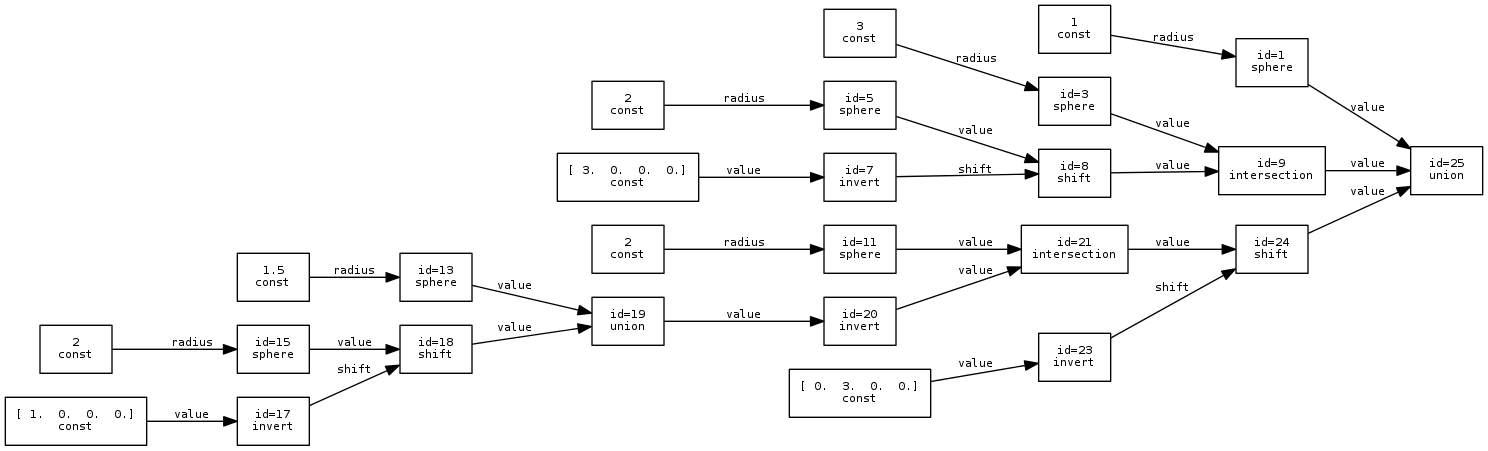 3
const
1
const
radius
id=1
sphere
radius
2
const
radius
id=5
sphere
id=3
sphere
value
value
value
[ 3.  0.  0.  0.]
const
value
id=7
invert
shift
id=8
shift
value
id=9
intersection
value
id=25
union
value
2
const
radius
id=11
sphere
value
id=21
intersection
value
id=24
shift
value
1.5
const
radius
id=13
sphere
value
shift
id=19
union
value
id=20
invert
2
const
radius
id=15
sphere
value
id=18
shift
value
id=23
invert
value
shift
[ 0.  3.  0.  0.]
const
[ 1.  0.  0.  0.]
const
value
id=17
invert